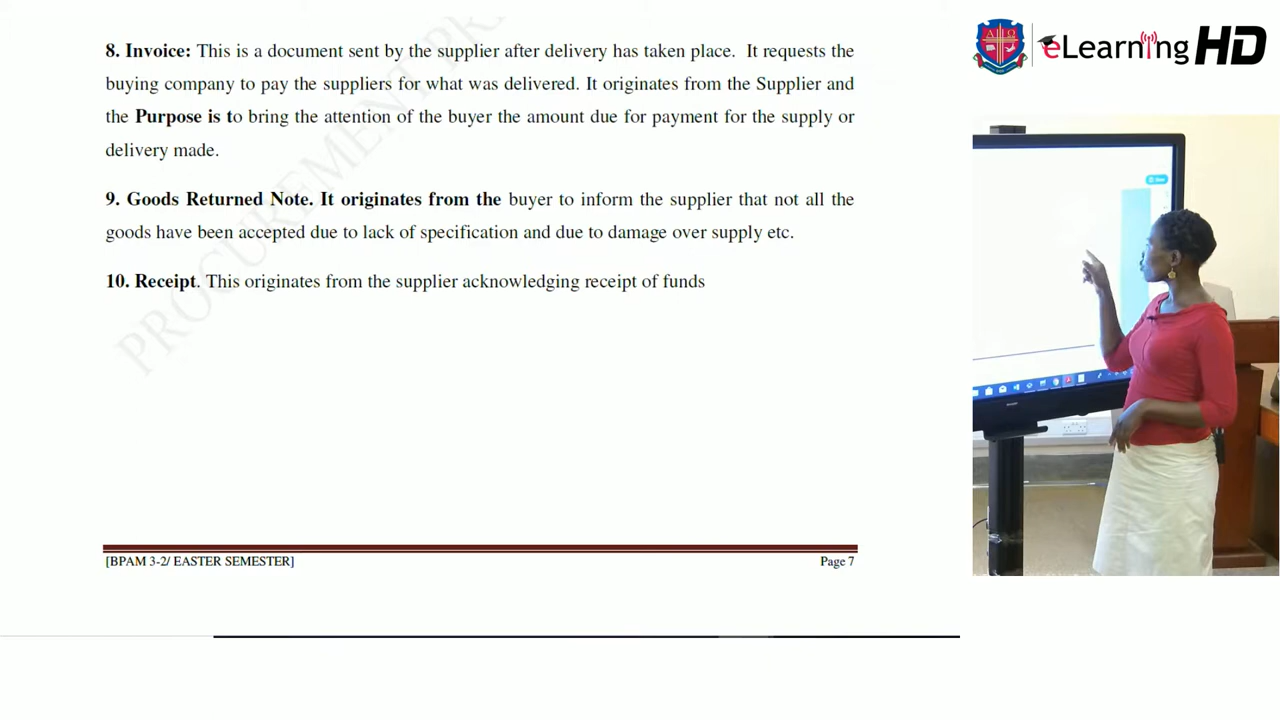 8. Invoice: This is a document sent by the supplier after delivery has taken place. It requests the
buying company to pay the suppliers for what was delivered. It originates from the Supplier and
the Purpose is to bring the attention of the buyer the amount due for payment for the supply or
delivery made.
9. Goods Returned Note. It originates from the buyer to inform the supplier that not all the
goods have been accepted due to lack of specification and due to damage over supply etc.
10. Receipt. This originates from the supplier acknowledging receipt of funds
PROCUREMENT PR
[BPAM 3-2/ EASTER SEMESTER]
Page 7
eLearning HD